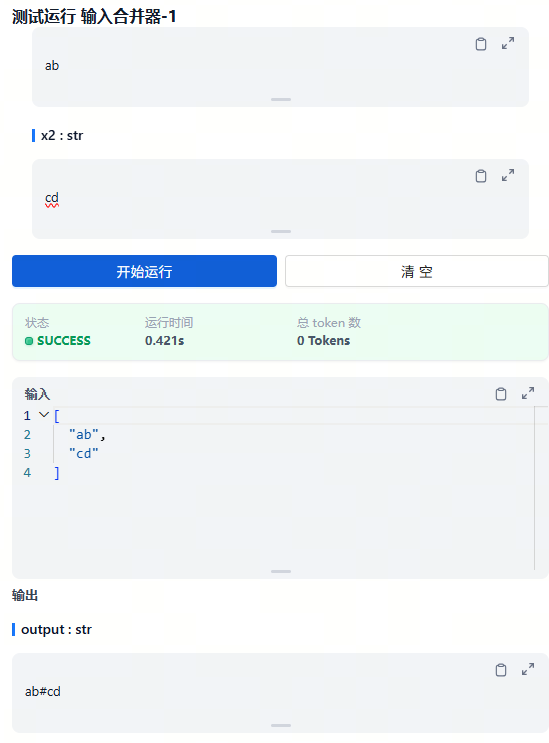 测试运行 输入合并器-1
ab
x2 : str
cd
开始运行
清 空
状态 运行时间 总 token 数
SUCCESS 0.421s 0 Tokens
输入
1 [
2 "ab",
3 "cd"
4 ]
输出
output : str
ab#cd